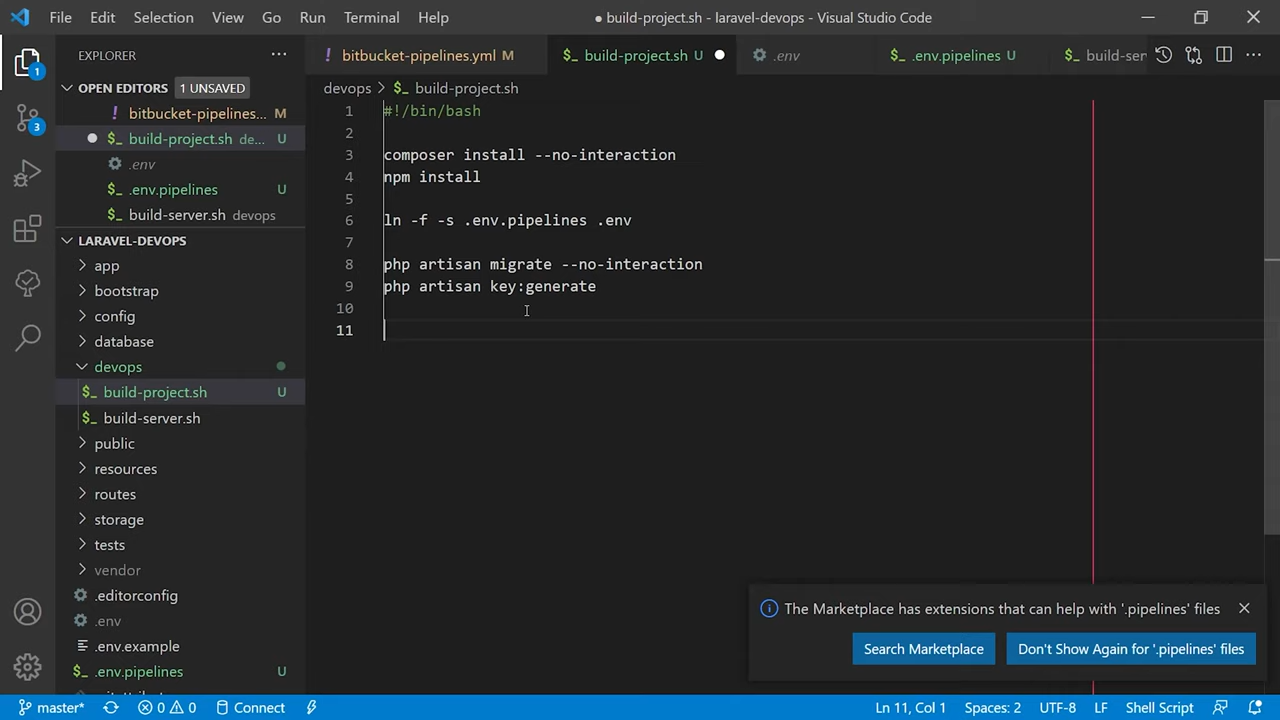 File Edit Selection View Go Run Terminal Help
● build-project.sh - laravel-devops - Visual Studio Code
EXPLORER
! bitbucket-pipelines.yml M
$_ build-project.sh U
.env
$_ .env.pipelines U
$_ build-ser
OPEN EDITORS 1 UNSAVED
! bitbucket-pipelines... M
$_ build-project.sh de... U
.env
$_ .env.pipelines U
$_ build-server.sh devops
LARAVEL-DEVOPS
app
bootstrap
config
database
devops
$_ build-project.sh U
$_ build-server.sh
public
resources
routes
storage
tests
vendor
.editorconfig
.env
.env.example
$_ .env.pipelines U
1
3
devops > $_ build-project.sh
1 #!/bin/bash
2
3 composer install --no-interaction
4 npm install
5
6 ln -f -s .env.pipelines .env
7
8 php artisan migrate --no-interaction
9 php artisan key:generate
10
11
The Marketplace has extensions that can help with '.pipelines' files
Search Marketplace
Don't Show Again for '.pipelines' files
master* 0 0 Connect
Ln 11, Col 1 Spaces: 2 UTF-8 LF Shell Script